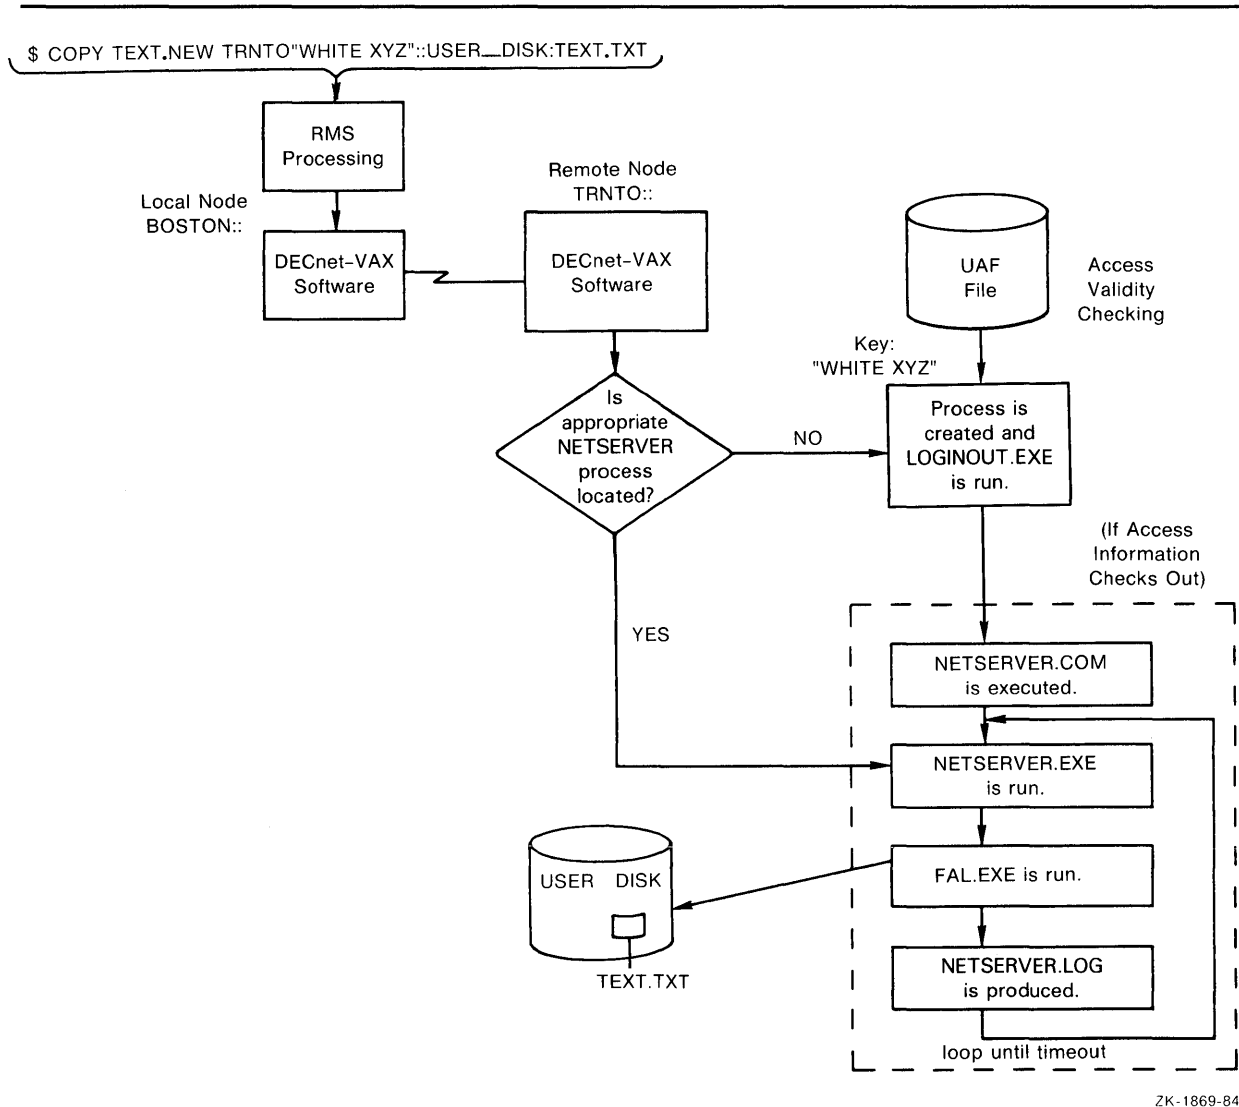 $ COPY TEXT.NEW TRNTO"WHITE XYZ"::USER__DISK:TEXT.TXT
RMS
Processing
Local Node
BOSTON::
DECnet-VAX
Software
Remote Node
TRNTO::
DECnet-VAX
Software
UAF
File
Access
Validity
Checking
Key:
"WHITE XYZ"
Is
appropriate
NETSERVER
process
located?
NO
Process is
created and
LOGINOUT.EXE
is run.
(If Access
Information
Checks Out)
YES
NETSERVER.COM
is executed.
NETSERVER.EXE
is run.
FAL.EXE is run.
USER DISK
TEXT.TXT
NETSERVER.LOG
is produced.
loop until timeout
ZK-1869-84